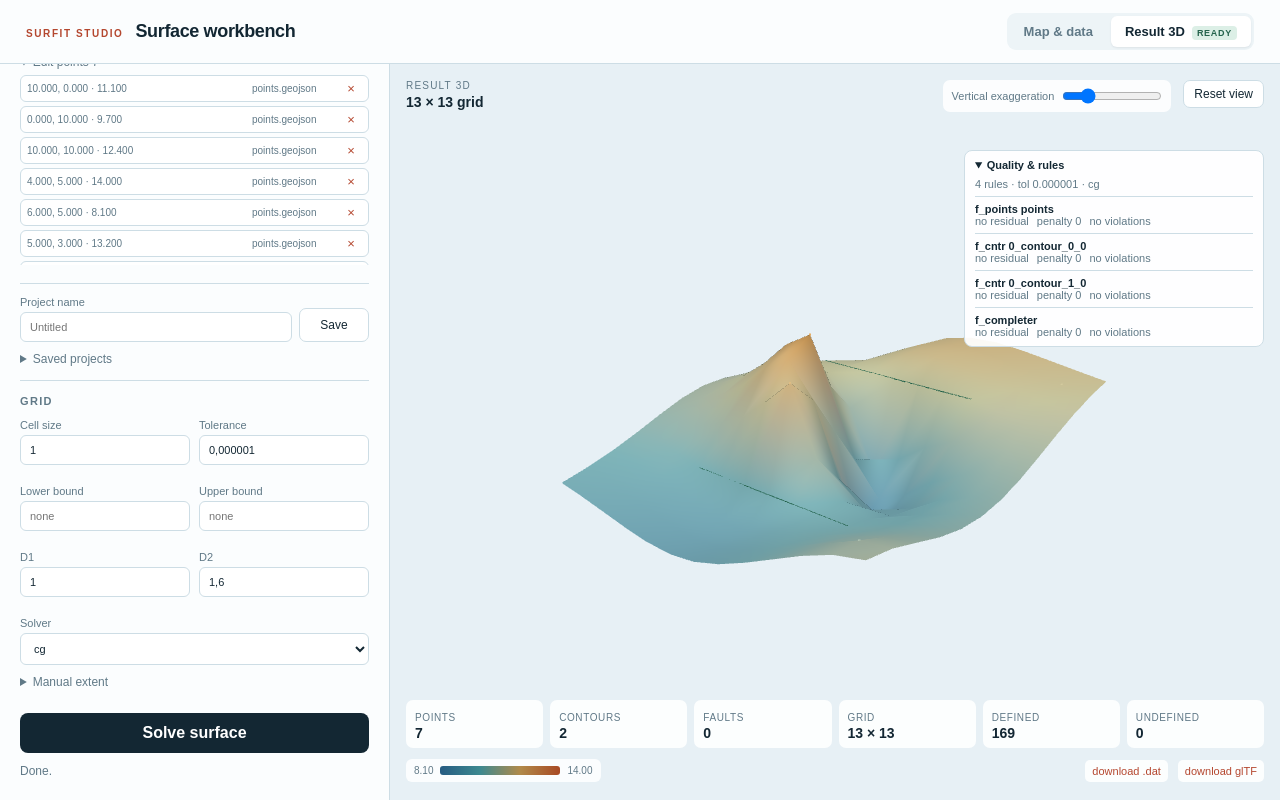 SURFIT STUDIO Surface workbench
Map & data
Result 3D READY
10.000, 0.000 · 11.100 points.geojson ×
0.000, 10.000 · 9.700 points.geojson ×
10.000, 10.000 · 12.400 points.geojson ×
4.000, 5.000 · 14.000 points.geojson ×
6.000, 5.000 · 8.100 points.geojson ×
5.000, 3.000 · 13.200 points.geojson ×
Project name
Untitled
Save
Saved projects
GRID
Cell size Tolerance
1 0,000001
Lower bound Upper bound
none none
D1 D2
1 1,6
Solver
cg
Manual extent
Solve surface
Done.
RESULT 3D
13 × 13 grid
Vertical exaggeration
Reset view
Quality & rules
4 rules · tol 0.000001 · cg
f_points points
no residual penalty 0 no violations
f_cntr 0_contour_0_0
no residual penalty 0 no violations
f_cntr 0_contour_1_0
no residual penalty 0 no violations
f_completer
no residual penalty 0 no violations
POINTS CONTOURS FAULTS GRID DEFINED UNDEFINED
7 2 0 13 × 13 169 0
8.10 14.00
download .dat download glTF